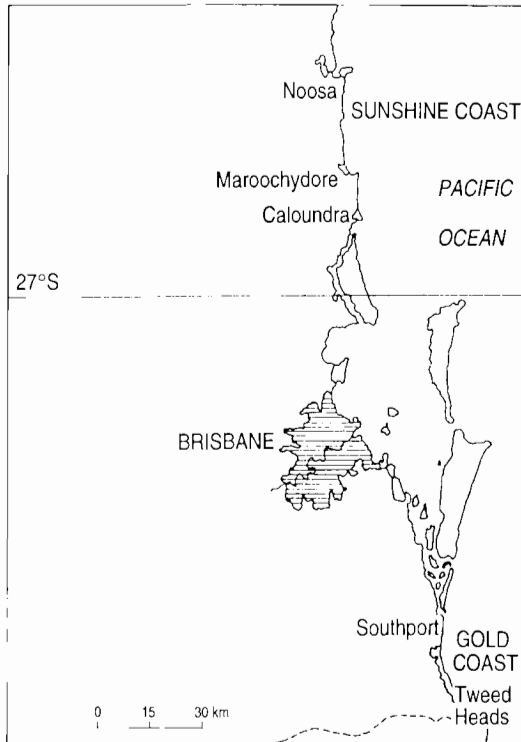 Noosa
SUNSHINE COAST
Maroochydore
PACIFIC
Caloundra
OCEAN
27°S
BRISBANE
Southport
GOLD
COAST
Tweed
Heads
0 15 30 km